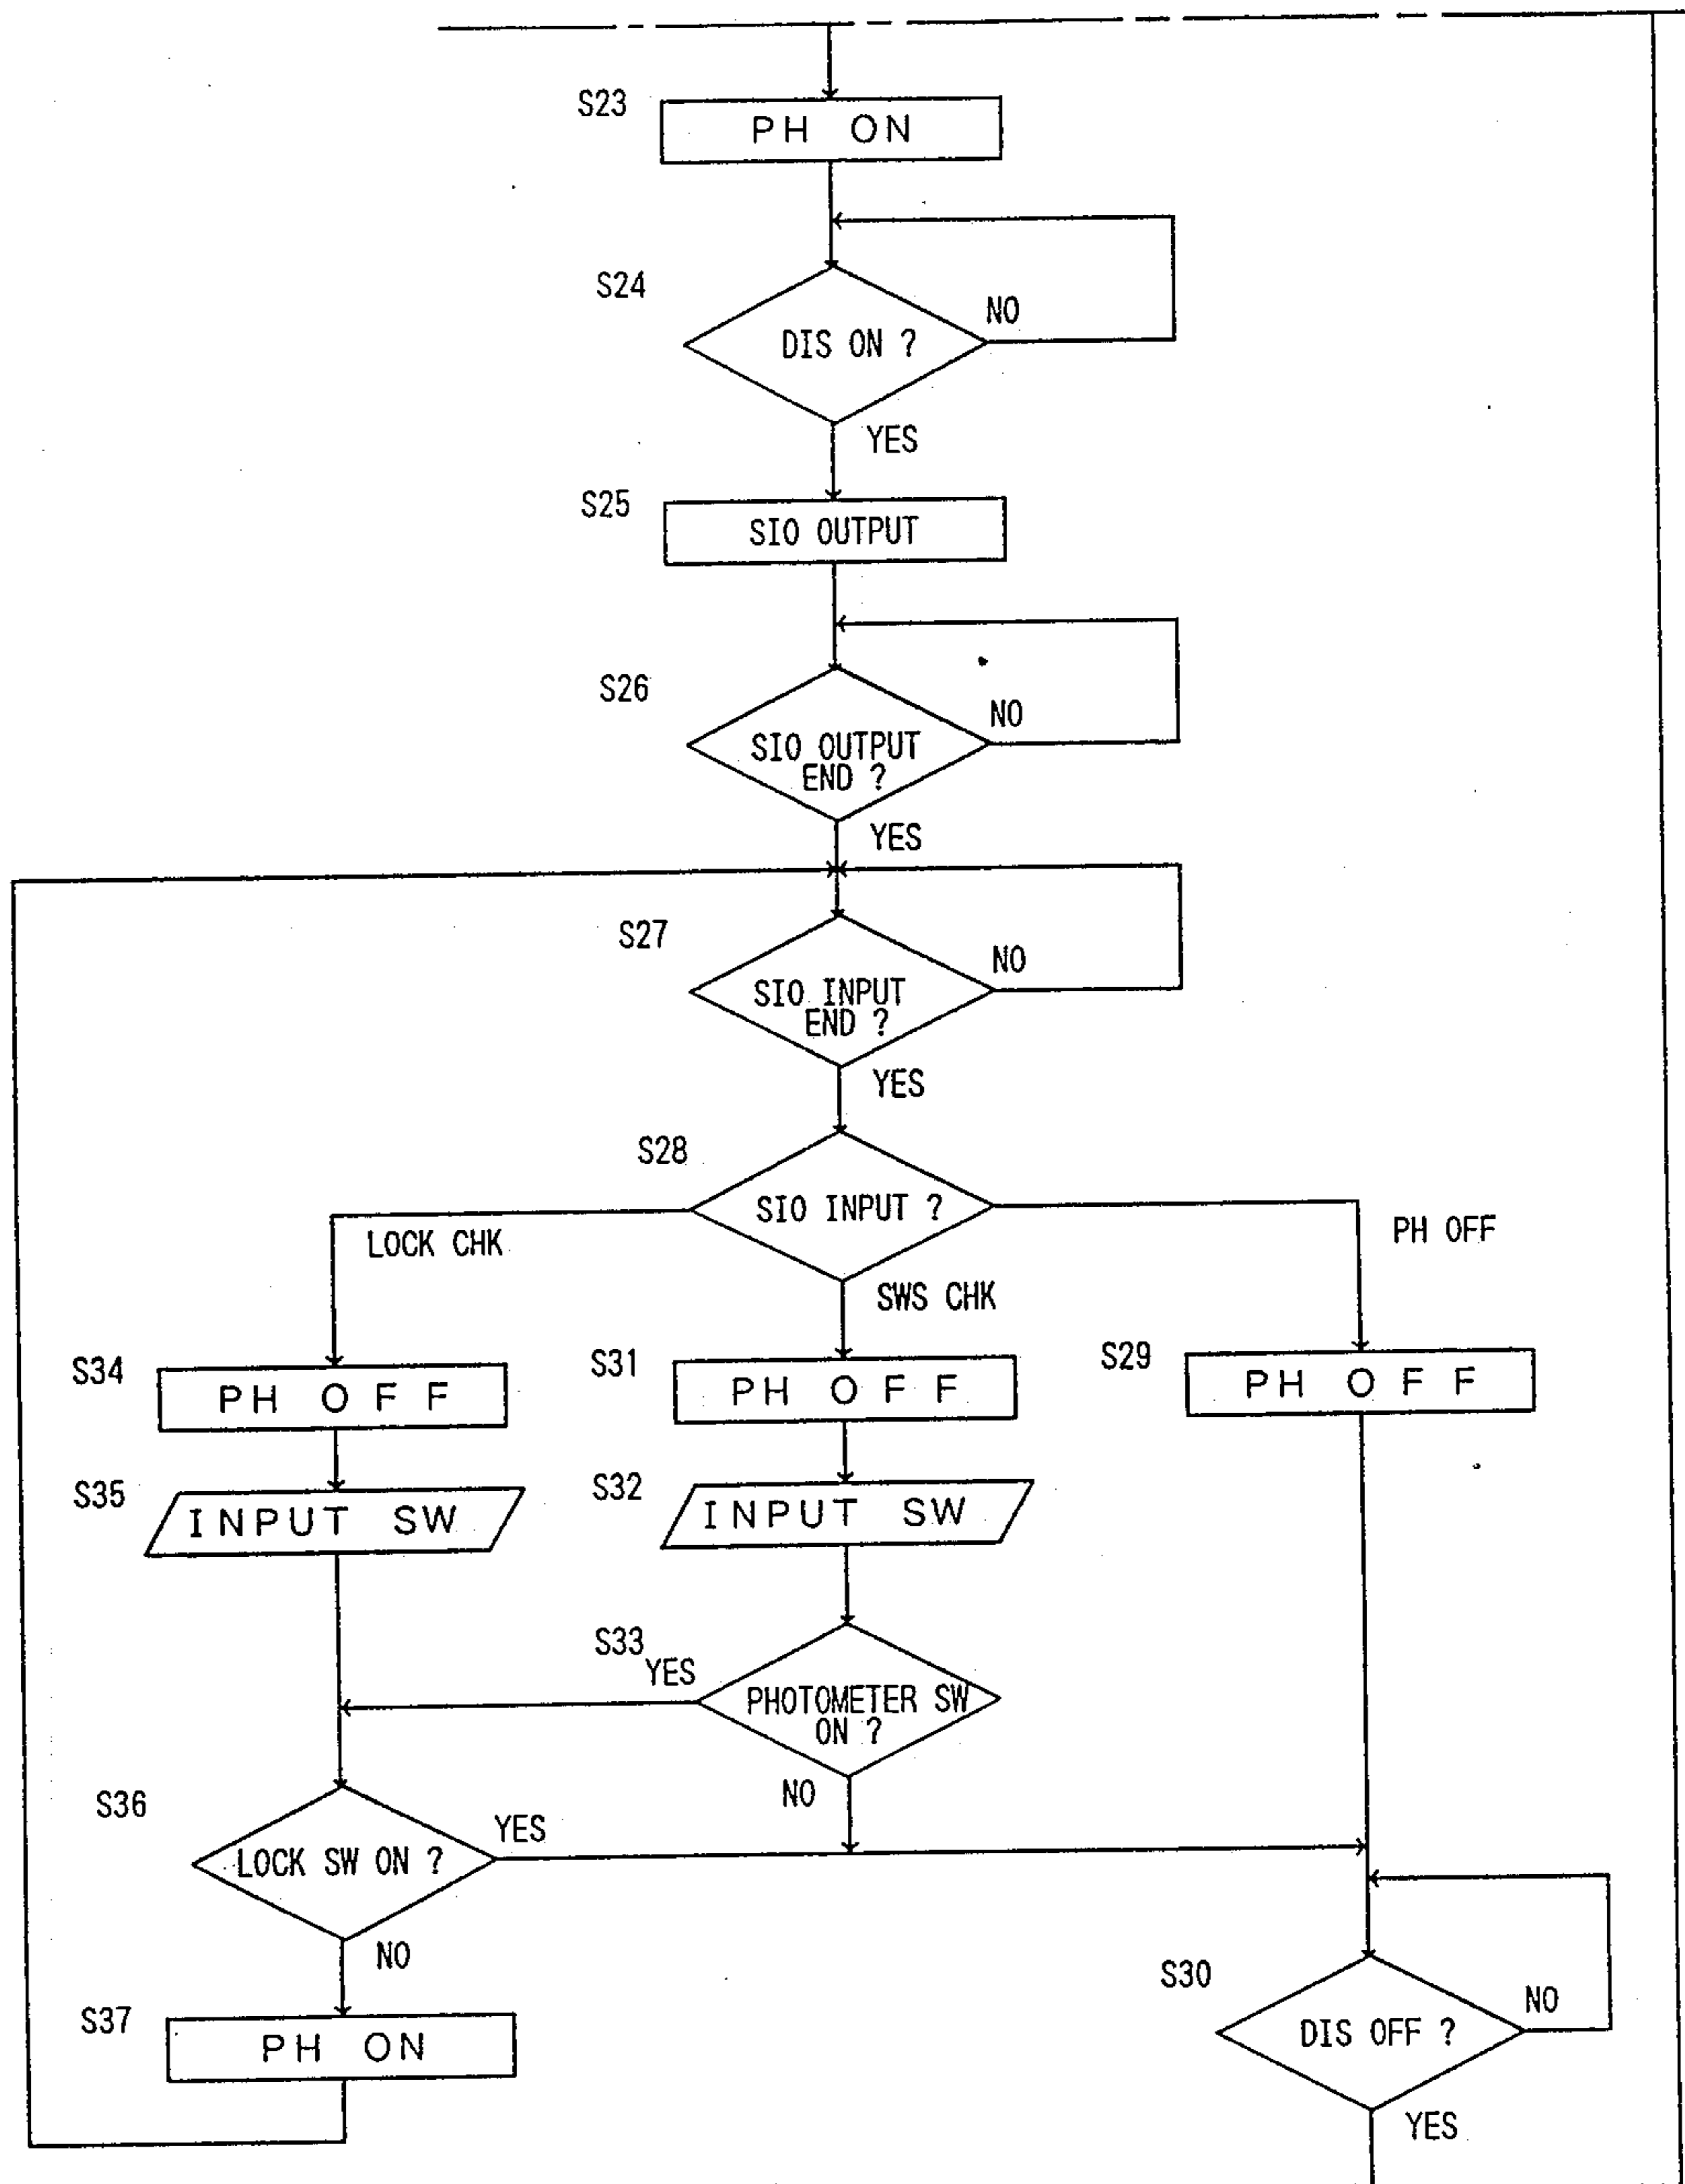 S23
PH ON
S24
DIS ON ?
NO
YES
S25
SIO OUTPUT
S26
SIO OUTPUT
END ?
NO
YES
S27
SIO INPUT
END ?
NO
YES
S28
SIO INPUT ?
LOCK CHK
SWS CHK
PH OFF
S34
PH OFF
S31
PH OFF
S29
PH OFF
S35
INPUT SW
S32
INPUT SW
S33
YES
PHOTOMETER SW
ON ?
NO
S36
LOCK SW ON ?
YES
NO
S37
PH ON
S30
DIS OFF ?
NO
YES